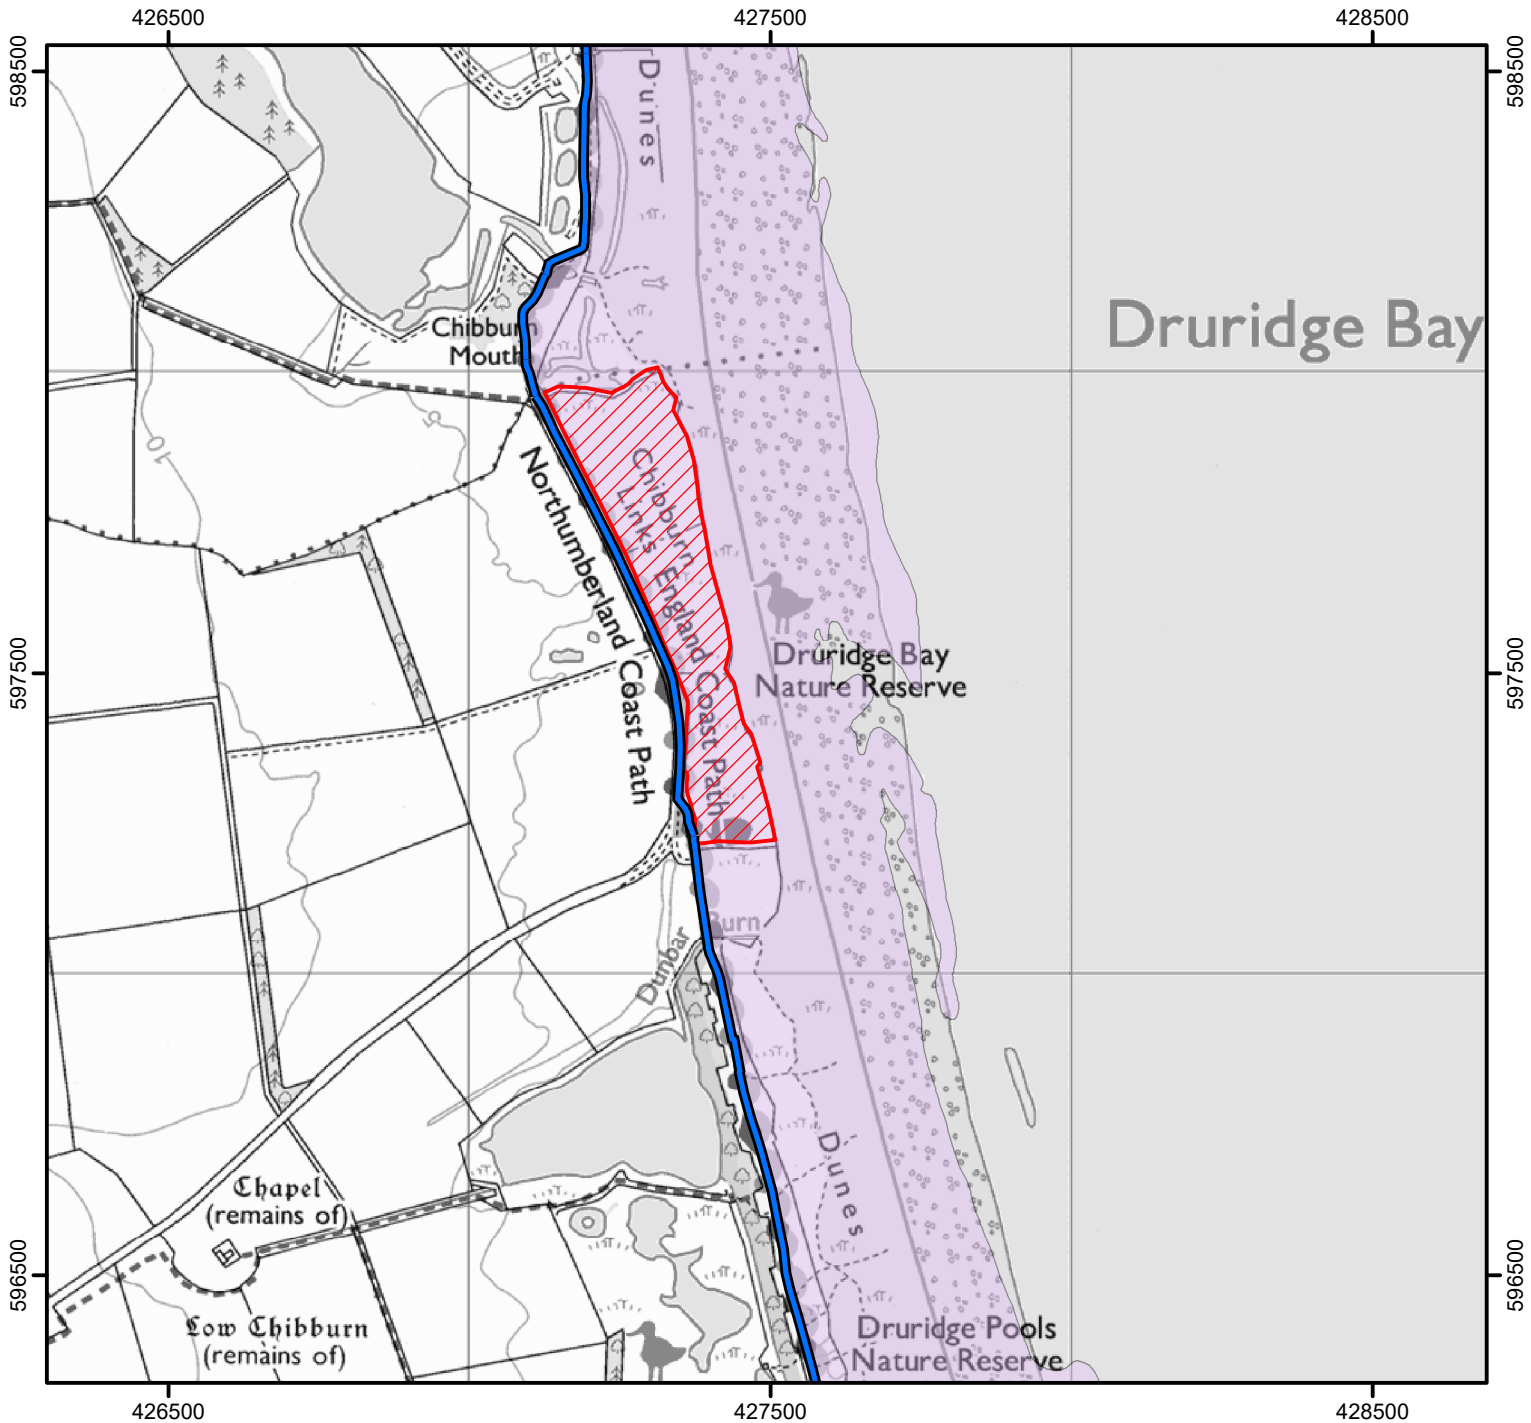 426500
427500
428500
598500
598500
Dunes
Druridge Bay
Chibburn
Mouth
10
5
Chibburn
Links
Northumberland Coast Path
England Coast Path
Druridge Bay
Nature Reserve
597500
597500
Dunbar
Burn
Dunes
Chapel
(remains of)
Low Chibburn
(remains of)
Druridge Pools
Nature Reserve
596500
596500
426500
427500
428500